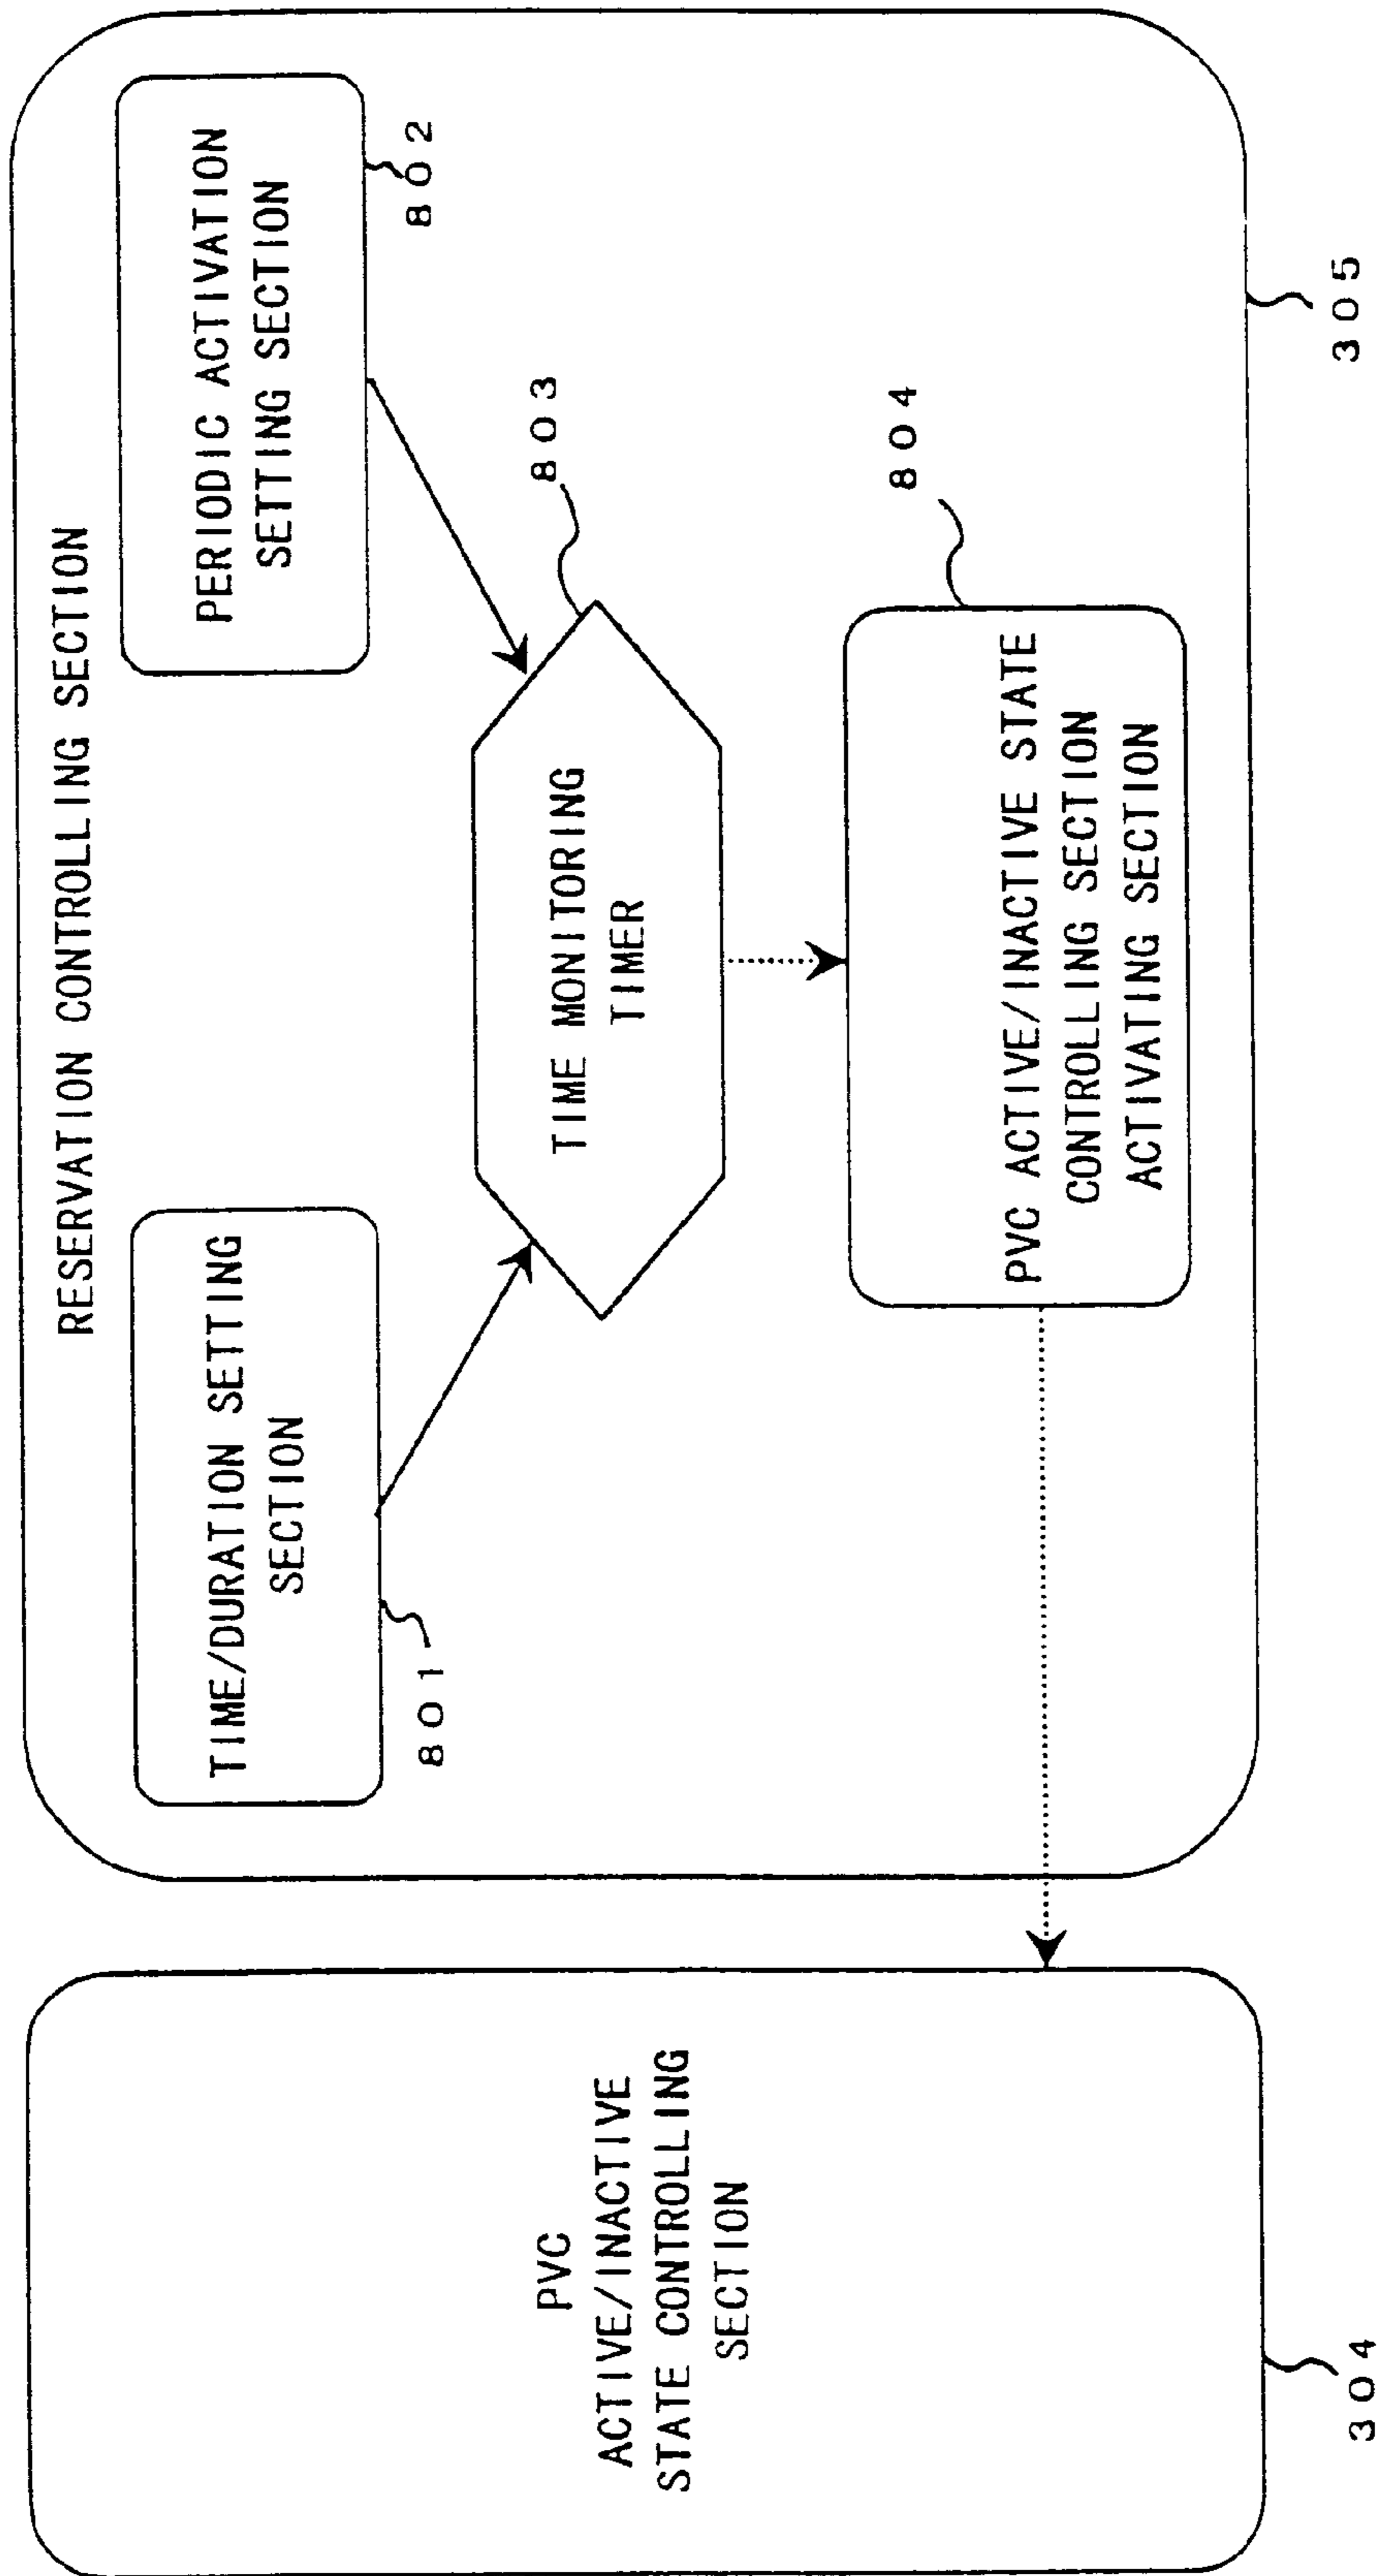 RESERVATION CONTROLLING SECTION
TIME/DURATION SETTING
SECTION
801
PERIODIC ACTIVATION
SETTING SECTION
802
TIME MONITORING
TIMER
803
PVC ACTIVE/INACTIVE STATE
CONTROLLING SECTION
ACTIVATING SECTION
804
305
PVC
ACTIVE/INACTIVE
STATE CONTROLLING
SECTION
304